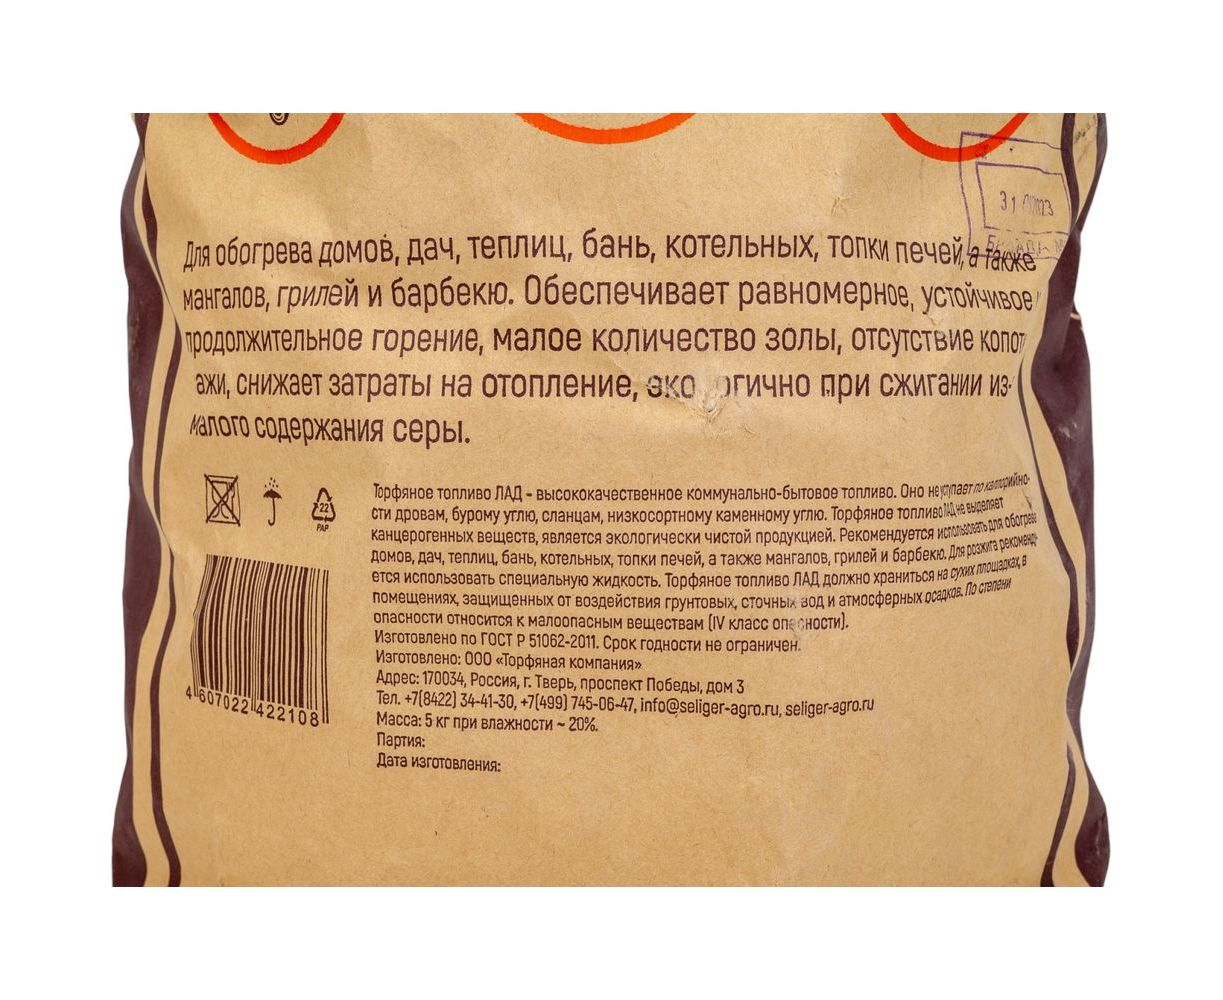 Для обогрева домов, дач, теплиц, бань, котельных, топки печей, а также
мангалов, грилей и барбекю. Обеспечивает равномерное, устойчивое
продолжительное горение, малое количество золы, отсутствие
снижает затраты на отопление, при сжигании из-
малого содержания серы.
Торфяное топливо ЛАД - высококачественное коммунально-бытовое топливо. Оно не уступает по калорийно-
сти дровам, бурому углю, сланцам, низкосортному каменному углю. Торфяное топливо ЛАД не выделяет
канцерогенных веществ, является экологически чистой продукцией. Рекомендуется использовать для обогрева
домов, дач, теплиц, бань, котельных, топки печей, а также мангалов, грилей и барбекю. Для розжига рекоменду-
ется использовать специальную жидкость. Торфяное топливо ЛАД должно храниться на сухих площадках, в
помещениях, защищенных от воздействия грунтовых, сточных вод и атмосферных осадков. По степени
опасности относится к малоопасным веществам (IV класс опасности).
Изготовлено по ГОСТ Р 51062-2011. Срок годности не ограничен.
Изготовлено: ООО «Торфяная компания»
Адрес: 170034, Россия, г. Тверь, проспект Победы, дом 3
Тел. +7(8422) 34-41-30, +7(499) 745-06-47, info@seliger-agro.ru, seliger-agro.ru
Масса: 5 кг при влажности ~ 20%.
Партия:
Дата изготовления:
22
PAP
4 607022 422108